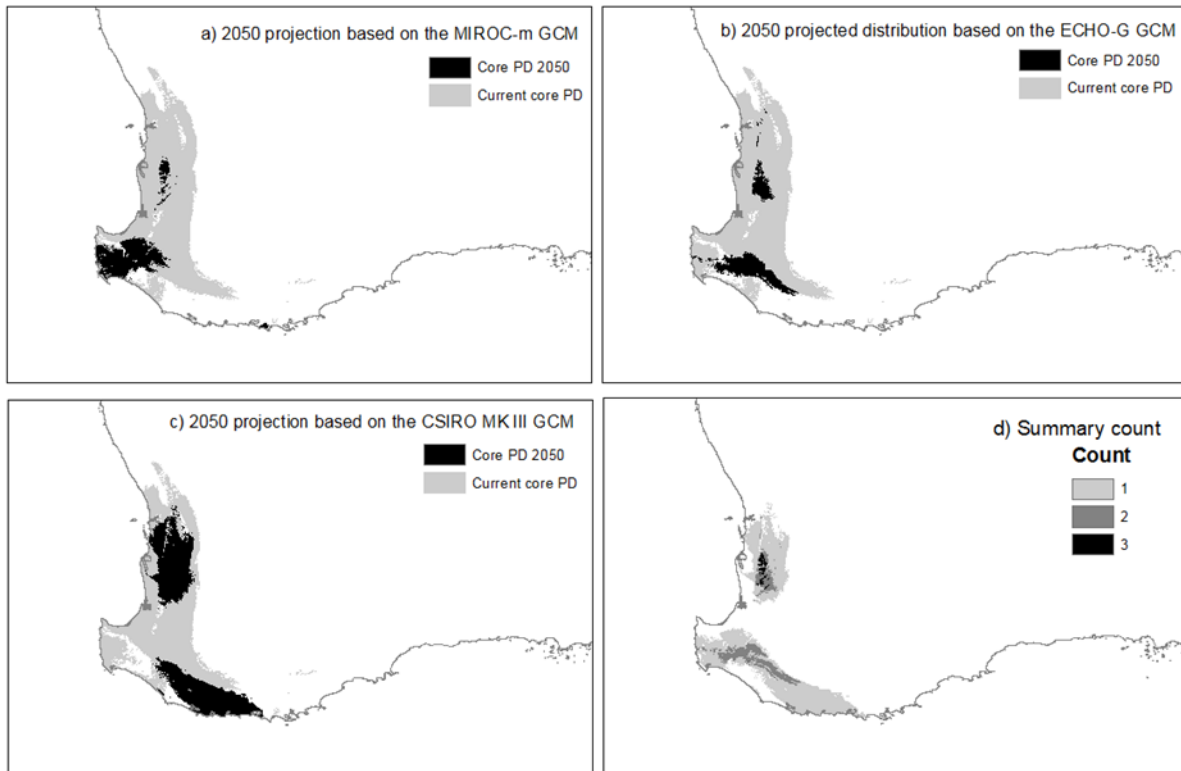 a) 2050 projection based on the MIROC-m GCM
Core PD 2050
Current core PD
b) 2050 projected distribution based on the ECHO-G GCM
Core PD 2050
Current core PD
c) 2050 projection based on the CSIRO MK III GCM
Core PD 2050
Current core PD
d) Summary count
Count
1
2
3